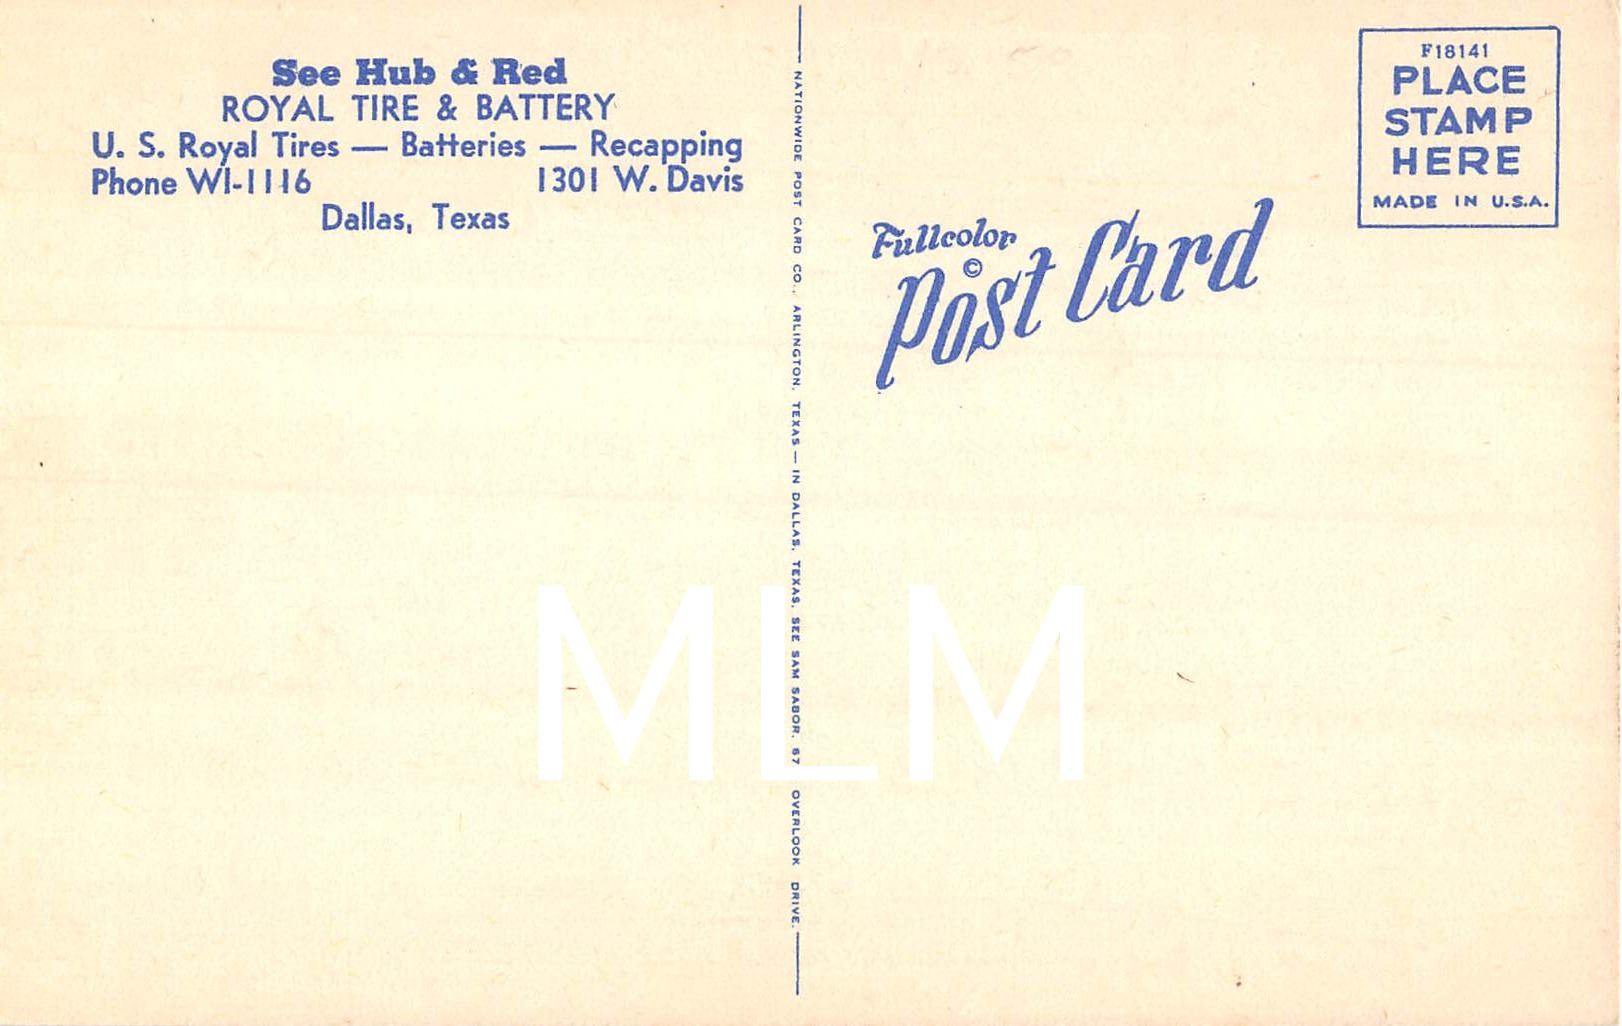 See Hub & Red
ROYAL TIRE & BATTERY
U. S. Royal Tires — Batteries — Recapping
Phone WI-1116 1301 W. Davis
Dallas, Texas
NATIONWIDE POST CARD CO., ARLINGTON, TEXAS — IN DALLAS, TEXAS, SEE SAM SABOR, 67 OVERLOOK DRIVE.
Fullcolor
Post Card
©
F18141
PLACE
STAMP
HERE
MADE IN U.S.A.
MLM